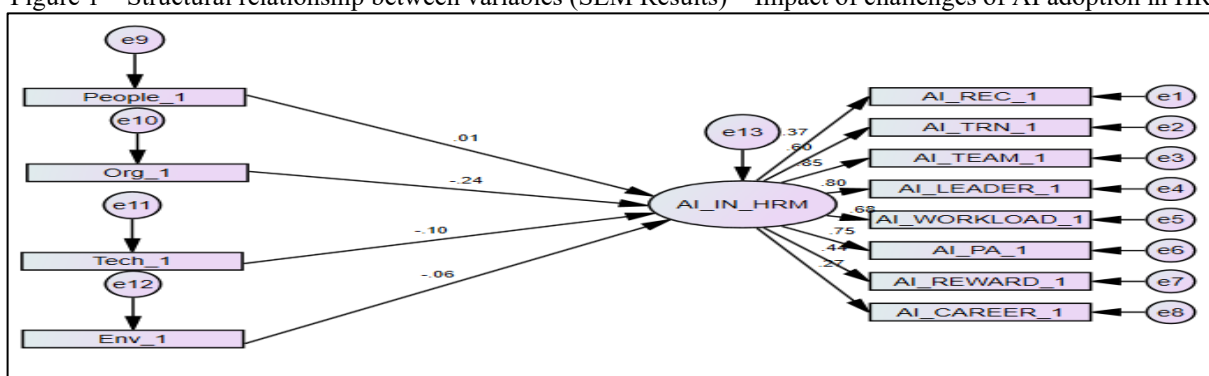 Figure 1 – Structural relationship between variables (SEM Results) – Impact of challenges of AI adoption in HR
e9
People_1
e10
Org_1
e11
Tech_1
e12
Env_1
.01
-.24
-.10
-.06
e13
AI_IN_HRM
.37
.60
.85
.80
.68
.75
.44
.27
AI_REC_1
e1
AI_TRN_1
e2
AI_TEAM_1
e3
AI_LEADER_1
e4
AI_WORKLOAD_1
e5
AI_PA_1
e6
AI_REWARD_1
e7
AI_CAREER_1
e8